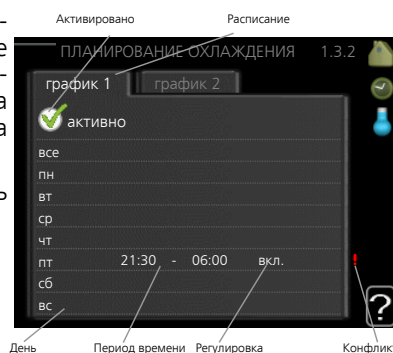 Активировано Расписание
ПЛАНИРОВАНИЕ ОХЛАЖДЕНИЯ 1.3.2
график 1 график 2
активно
все
пн
вт
ср
чт
пт 21:30 - 06:00 вкл. !
сб
вс
?
День Период времени Регулировка Конфликт